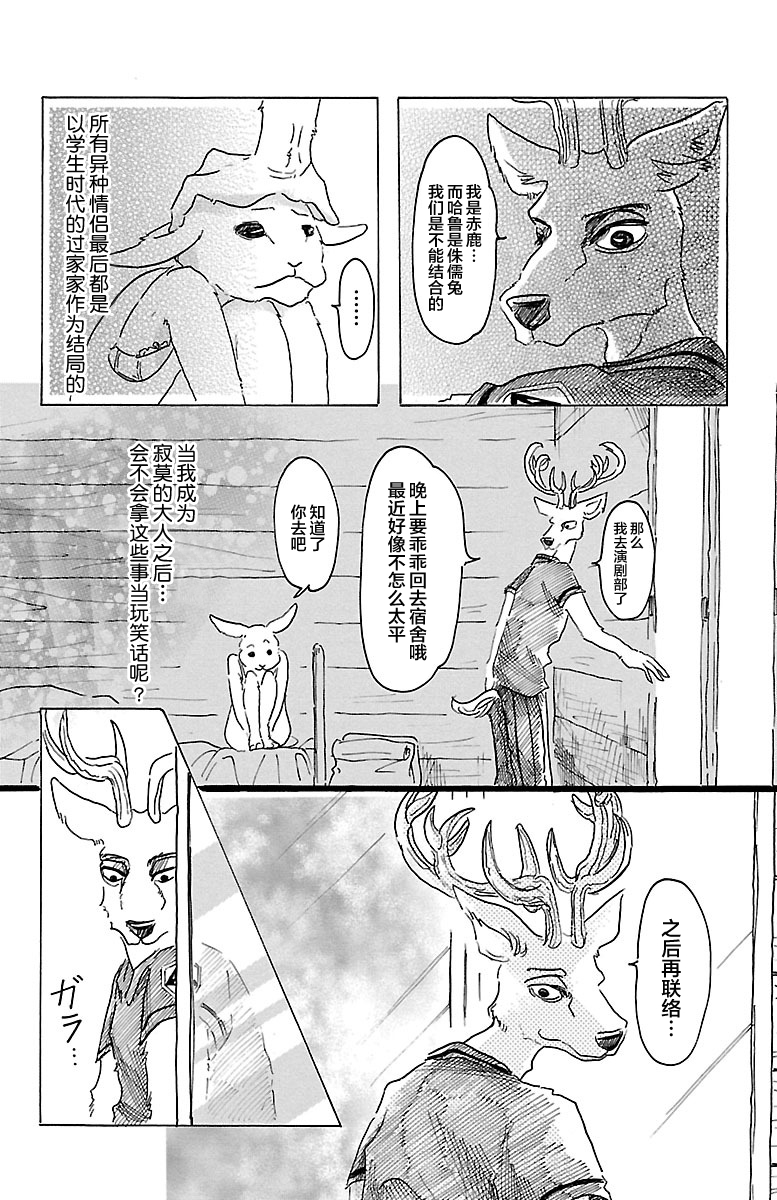 我是赤鹿…
而哈鲁是侏儒兔
我们是不能结合的
……
所有异种情侣最后都是
以学生时代的过家家作为结局的
那么
我去演剧部了
晚上要乖乖回去宿舍哦
最近好像不怎么太平
知道了
你去吧
当我成为
寂寞的大人之后…
会不会拿这些事当玩笑话呢？
之后再联络…
ガラ…